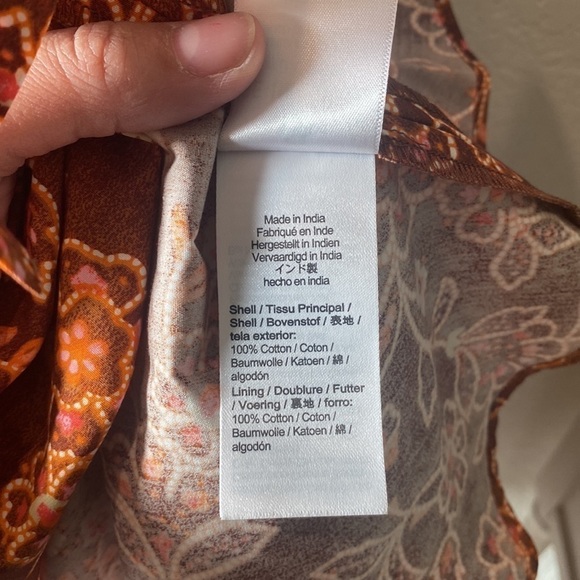 Made in India
Fabriqué en Inde
Hergestellt in Indien
Vervaardigd in India
インド製
hecho en india
Shell / Tissu Principal /
Shell / Bovenstof / 表地 /
tela exterior:
100% Cotton / Coton /
Baumwolle / Katoen / 綿 /
algodón
Lining / Doublure / Futter
/ Voering / 裏地 / forro:
100% Cotton / Coton /
Baumwolle / Katoen / 綿 /
algodón